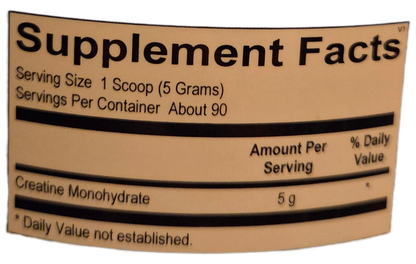 Supplement Facts
Serving Size 1 Scoop (5 Grams)
Servings Per Container About 90
Amount Per Serving % Daily Value
Creatine Monohydrate 5 g *
* Daily Value not established.